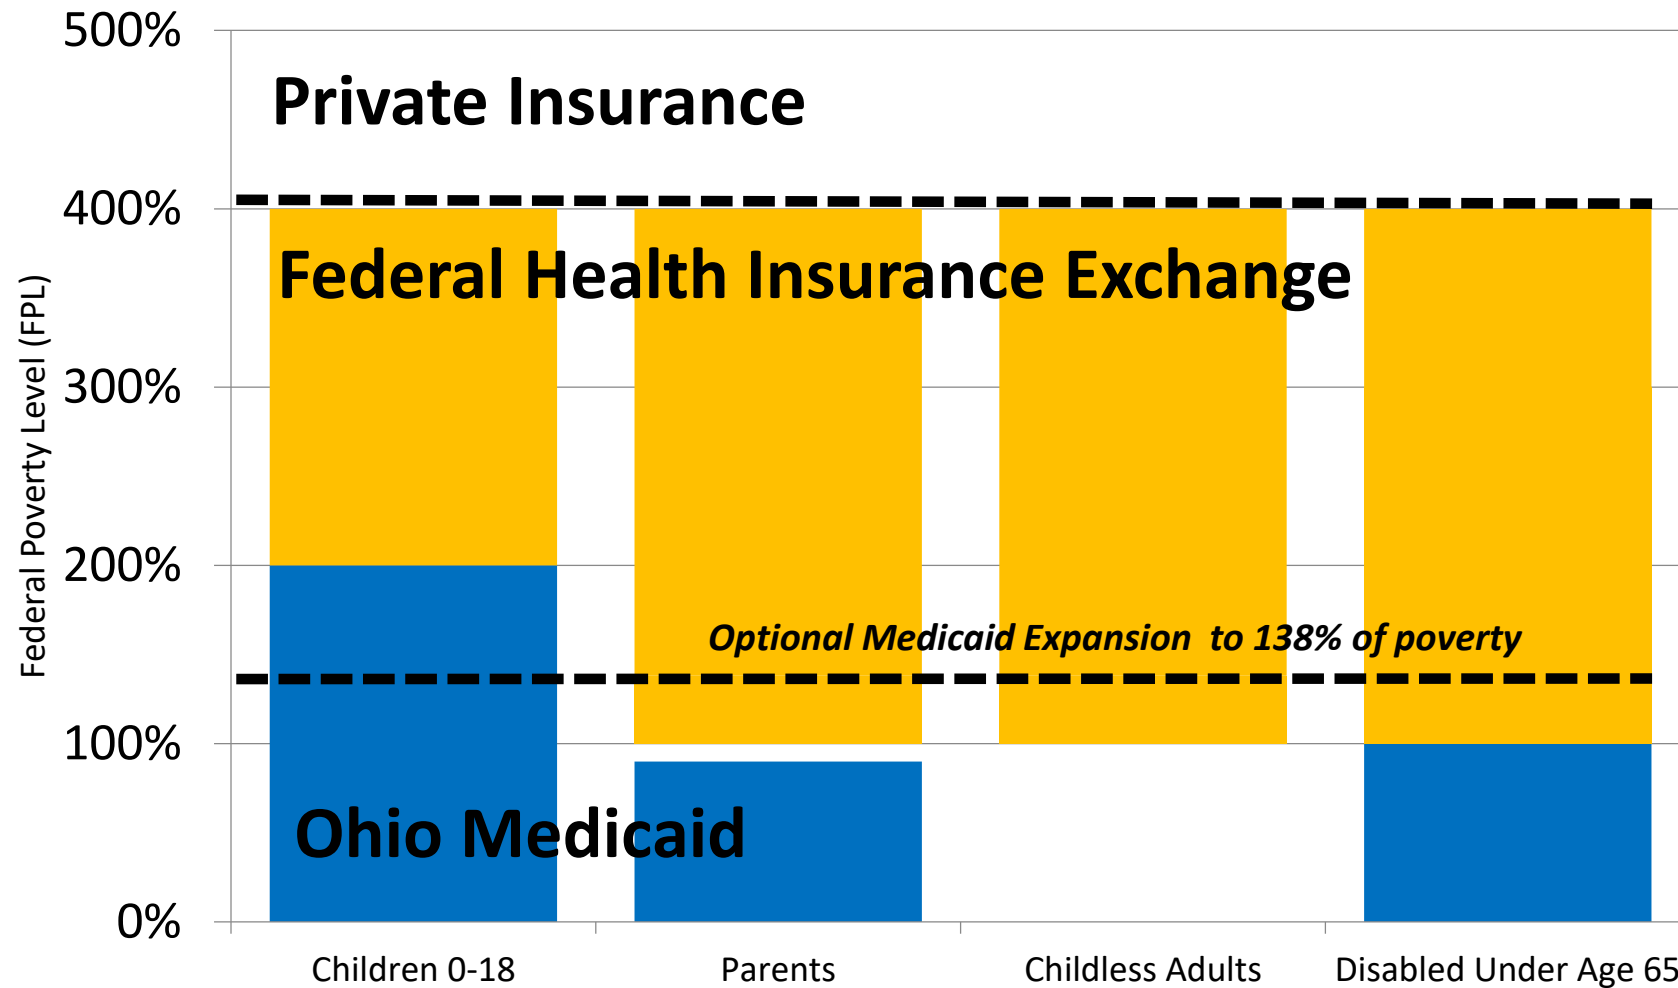 500%
Private Insurance
400%
Federal Health Insurance Exchange
300%
Federal Poverty Level (FPL)
200%
Optional Medicaid Expansion  to 138% of poverty
100%
Ohio Medicaid
0%
Children 0-18
Parents
Childless Adults
Disabled Under Age 65